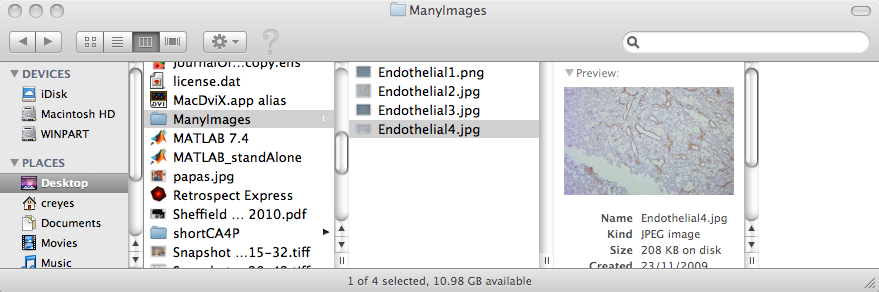 ManyImages
DEVICES
iDisk
Macintosh HD
WINPART
PLACES
Desktop
creyes
Documents
Movies
Music
JournalOf...copy.ens
license.dat
MacDviX.app alias
ManyImages
MATLAB 7.4
MATLAB_standAlone
papas.jpg
Retrospect Express
Sheffield ... 2010.pdf
shortCA4P
Snapshot ...15-32.tiff
Endothelial1.png
Endothelial2.jpg
Endothelial3.jpg
Endothelial4.jpg
Preview:
Name Endothelial4.jpg
Kind JPEG image
Size 208 KB on disk
Created 23/11/2009
1 of 4 selected, 10.98 GB available